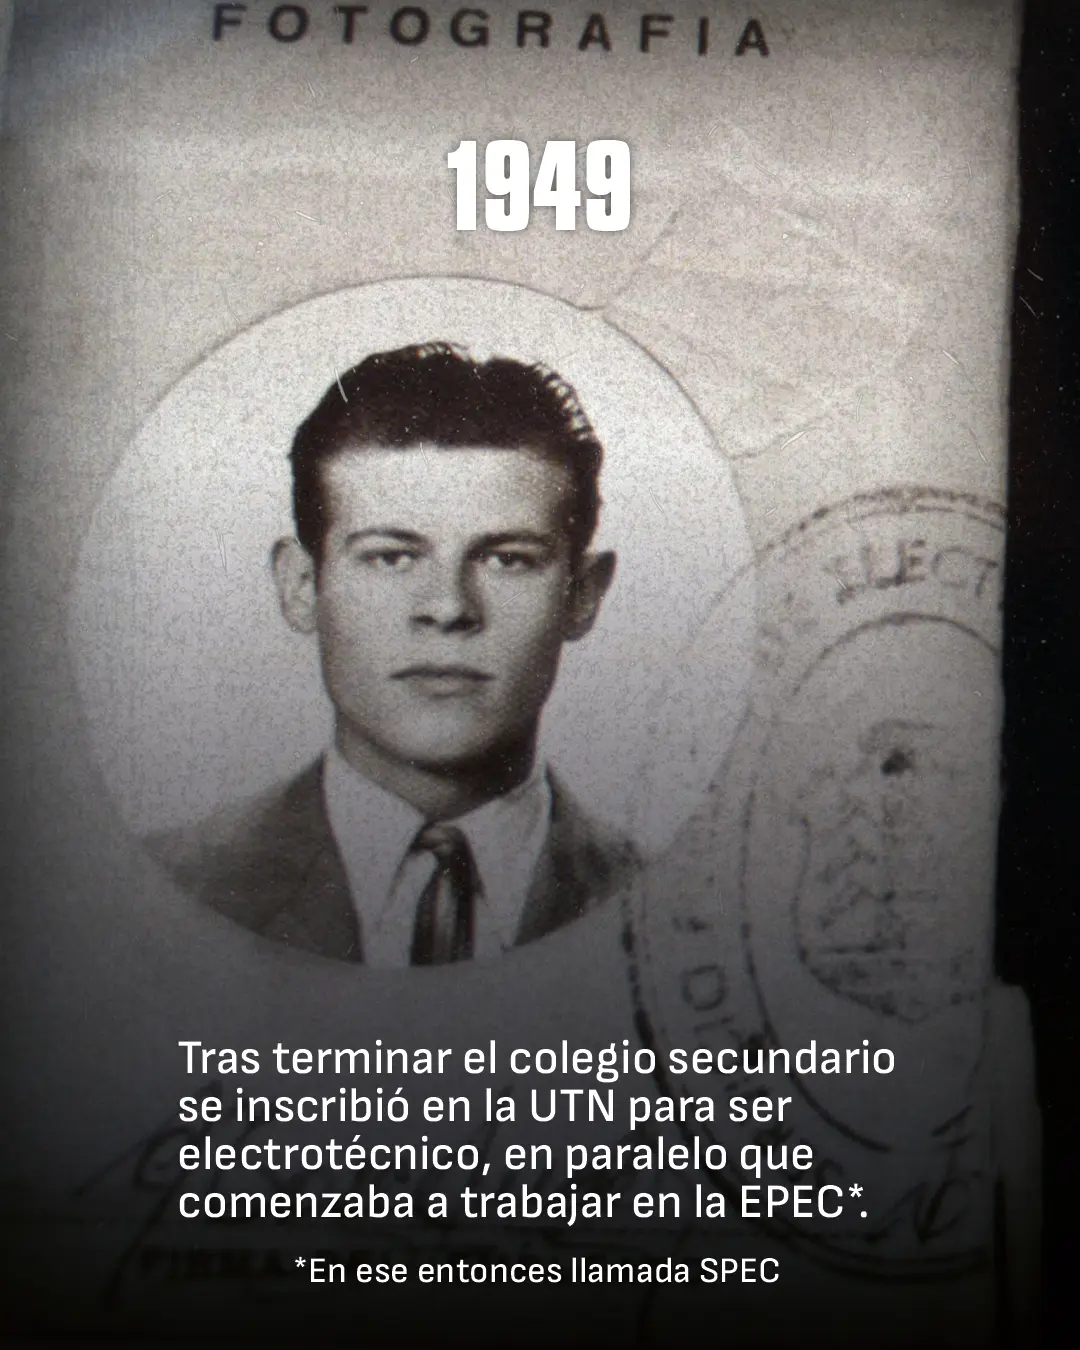 FOTOGRAFIA
1949
ELECT
Tras terminar el colegio secundario
se inscribió en la UTN para ser
electrotécnico, en paralelo que
comenzaba a trabajar en la EPEC*.
*En ese entonces llamada SPEC